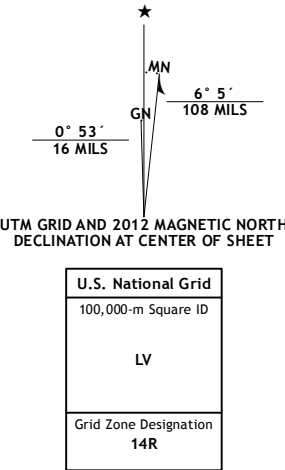 ★
MN
6° 5´
108 MILS
GN
0° 53´
16 MILS
UTM GRID AND 2012 MAGNETIC NORTH
DECLINATION AT CENTER OF SHEET
U.S. National Grid
100,000-m Square ID
LV
Grid Zone Designation
14R